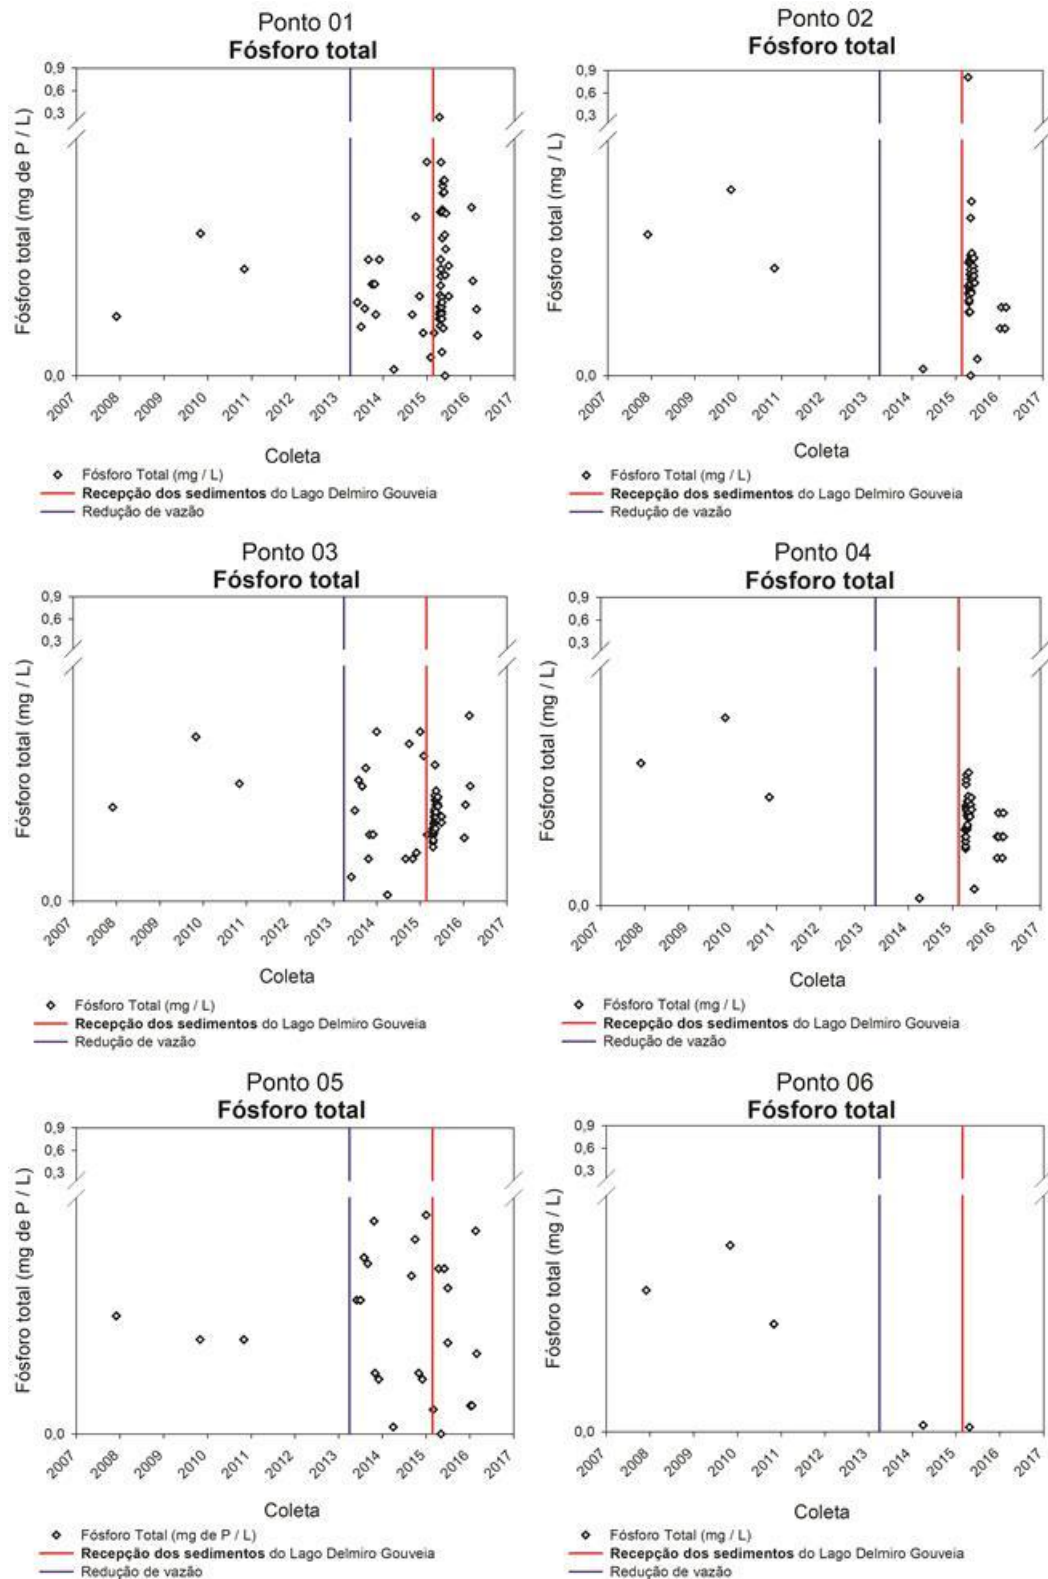 Ponto 01
Fósforo total
Fósforo total (mg de P / L)
0,9
0,6
0,3
0,0
2007
2008
2009
2010
2011
2012
2013
2014
2015
2016
2017
Coleta
Fósforo Total (mg / L)
Recepção dos sedimentos do Lago Delmiro Gouveia
Redução de vazão
Ponto 02
Fósforo total
Fósforo total (mg / L)
0,9
0,6
0,3
0,0
2007
2008
2009
2010
2011
2012
2013
2014
2015
2016
2017
Coleta
Fósforo Total (mg / L)
Recepção dos sedimentos do Lago Delmiro Gouveia
Redução de vazão
Ponto 03
Fósforo total
Fósforo total (mg / L)
0,9
0,6
0,3
0,0
2007
2008
2009
2010
2011
2012
2013
2014
2015
2016
2017
Coleta
Fósforo Total (mg / L)
Recepção dos sedimentos do Lago Delmiro Gouveia
Redução de vazão
Ponto 04
Fósforo total
Fósforo total (mg / L)
0,9
0,6
0,3
0,0
2007
2008
2009
2010
2011
2012
2013
2014
2015
2016
2017
Coleta
Fósforo Total (mg / L)
Recepção dos sedimentos do Lago Delmiro Gouveia
Redução de vazão
Ponto 05
Fósforo total
Fósforo total (mg de P / L)
0,9
0,6
0,3
0,0
2007
2008
2009
2010
2011
2012
2013
2014
2015
2016
2017
Coleta
Fósforo Total (mg de P / L)
Recepção dos sedimentos do Lago Delmiro Gouveia
Redução de vazão
Ponto 06
Fósforo total
Fósforo total (mg / L)
0,9
0,6
0,3
0,0
2007
2008
2009
2010
2011
2012
2013
2014
2015
2016
2017
Coleta
Fósforo Total (mg / L)
Recepção dos sedimentos do Lago Delmiro Gouveia
Redução de vazão